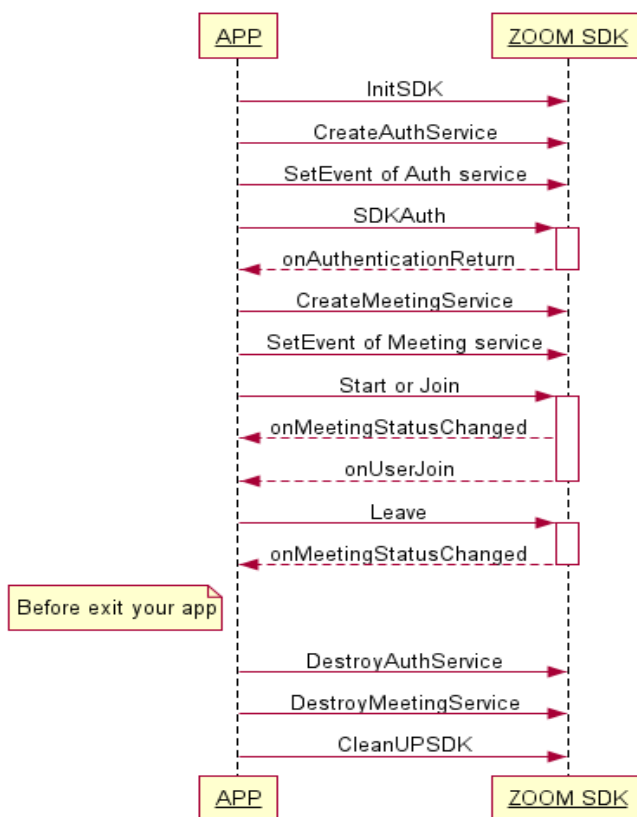 APP
ZOOM SDK
InitSDK
CreateAuthService
SetEvent of Auth service
SDKAuth
onAuthenticationReturn
CreateMeetingService
SetEvent of Meeting service
Start or Join
onMeetingStatusChanged
onUserJoin
Leave
onMeetingStatusChanged
Before exit your app
DestroyAuthService
DestroyMeetingService
CleanUPSDK
APP
ZOOM SDK